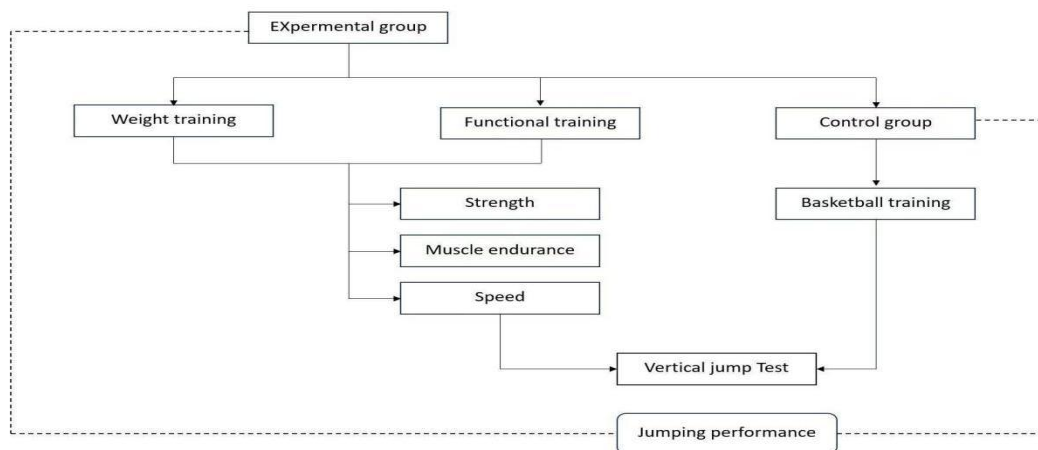 EXpermental group
Weight training
Functional training
Control group
Strength
Basketball training
Muscle endurance
Speed
Vertical jump Test
Jumping performance